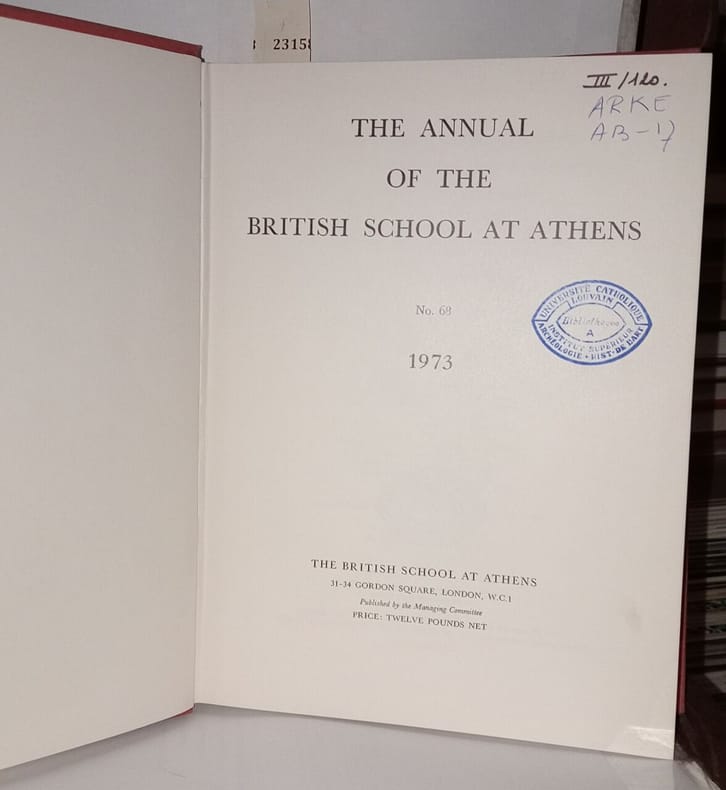 23158
III/120.
ARKE
AB-17
THE ANNUAL
OF THE
BRITISH SCHOOL AT ATHENS
No. 68
1973
UNIVERSITÉ CATHOLIQUE
LOUVAIN
Bibliothèque
A
INSTITUT SUPÉRIEUR
ARCHÉOLOGIE • HIST. DE L'ART
THE BRITISH SCHOOL AT ATHENS
31-34 GORDON SQUARE, LONDON, W.C.1
Published by the Managing Committee
PRICE: TWELVE POUNDS NET